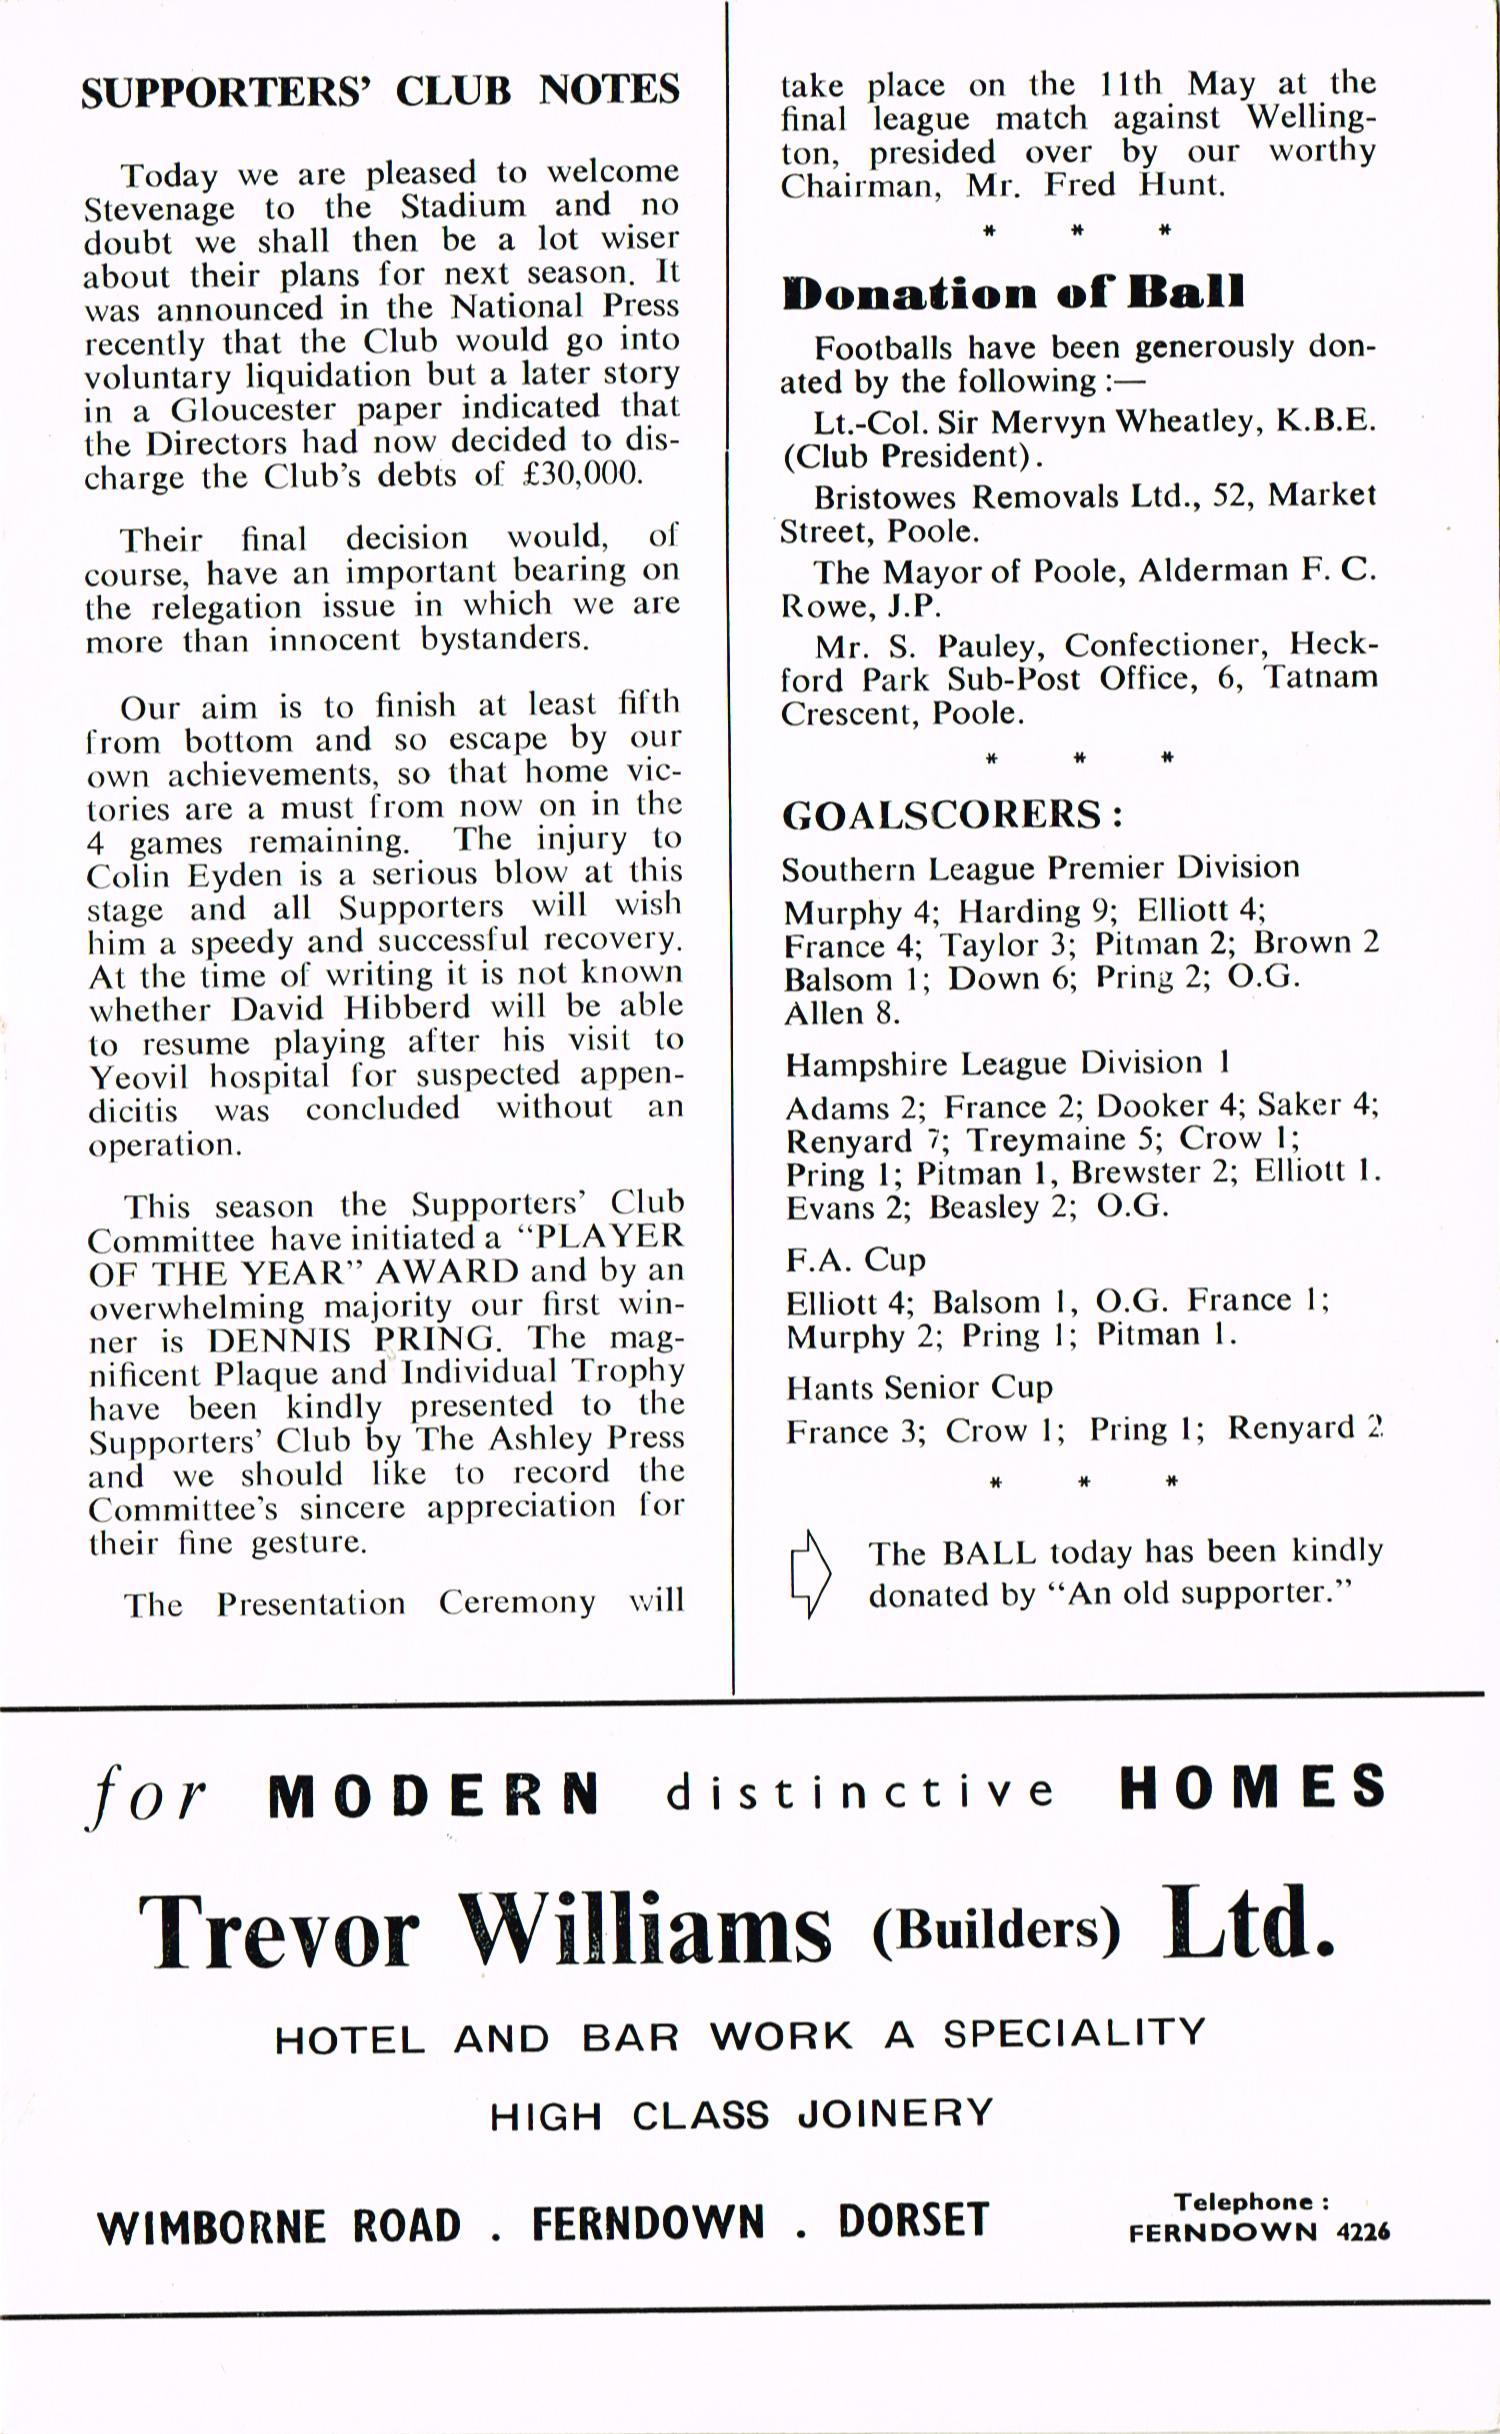 SUPPORTERS' CLUB NOTES
Today we are pleased to welcome
Stevenage to the Stadium and no
doubt we shall then be a lot wiser
about their plans for next season. It
was announced in the National Press
recently that the Club would go into
voluntary liquidation but a later story
in a Gloucester paper indicated that
the Directors had now decided to dis-
charge the Club's debts of £30,000.
Their final decision would, of
course, have an important bearing on
the relegation issue in which we are
more than innocent bystanders.
Our aim is to finish at least fifth
from bottom and so escape by our
own achievements, so that home vic-
tories are a must from now on in the
4 games remaining. The injury to
Colin Eyden is a serious blow at this
stage and all Supporters will wish
him a speedy and successful recovery.
At the time of writing it is not known
whether David Hibberd will be able
to resume playing after his visit to
Yeovil hospital for suspected appen-
dicitis was concluded without an
operation.
This season the Supporters' Club
Committee have initiated a "PLAYER
OF THE YEAR" AWARD and by an
overwhelming majority our first win-
ner is DENNIS PRING. The mag-
nificent Plaque and Individual Trophy
have been kindly presented to the
Supporters' Club by The Ashley Press
and we should like to record the
Committee's sincere appreciation for
their fine gesture.
The Presentation Ceremony will
take place on the 11th May at the
final league match against Welling-
ton, presided over by our worthy
Chairman, Mr. Fred Hunt.
* * *
Donation of Ball
Footballs have been generously don-
ated by the following :—
Lt.-Col. Sir Mervyn Wheatley, K.B.E.
(Club President).
Bristowes Removals Ltd., 52, Market
Street, Poole.
The Mayor of Poole, Alderman F. C.
Rowe, J.P.
Mr. S. Pauley, Confectioner, Heck-
ford Park Sub-Post Office, 6, Tatnam
Crescent, Poole.
* * *
GOALSCORERS :
Southern League Premier Division
Murphy 4; Harding 9; Elliott 4;
France 4; Taylor 3; Pitman 2; Brown 2
Balsom 1; Down 6; Pring 2; O.G.
Allen 8.
Hampshire League Division 1
Adams 2; France 2; Dooker 4; Saker 4;
Renyard 7; Treymaine 5; Crow 1;
Pring 1; Pitman 1, Brewster 2; Elliott 1.
Evans 2; Beasley 2; O.G.
F.A. Cup
Elliott 4; Balsom 1, O.G. France 1;
Murphy 2; Pring 1; Pitman 1.
Hants Senior Cup
France 3; Crow 1; Pring 1; Renyard 2.
* * *
The BALL today has been kindly
donated by "An old supporter."
for MODERN distinctive HOMES
Trevor Williams (Builders) Ltd.
HOTEL AND BAR WORK A SPECIALITY
HIGH CLASS JOINERY
WIMBORNE ROAD . FERNDOWN . DORSET
Telephone :
FERNDOWN 4226